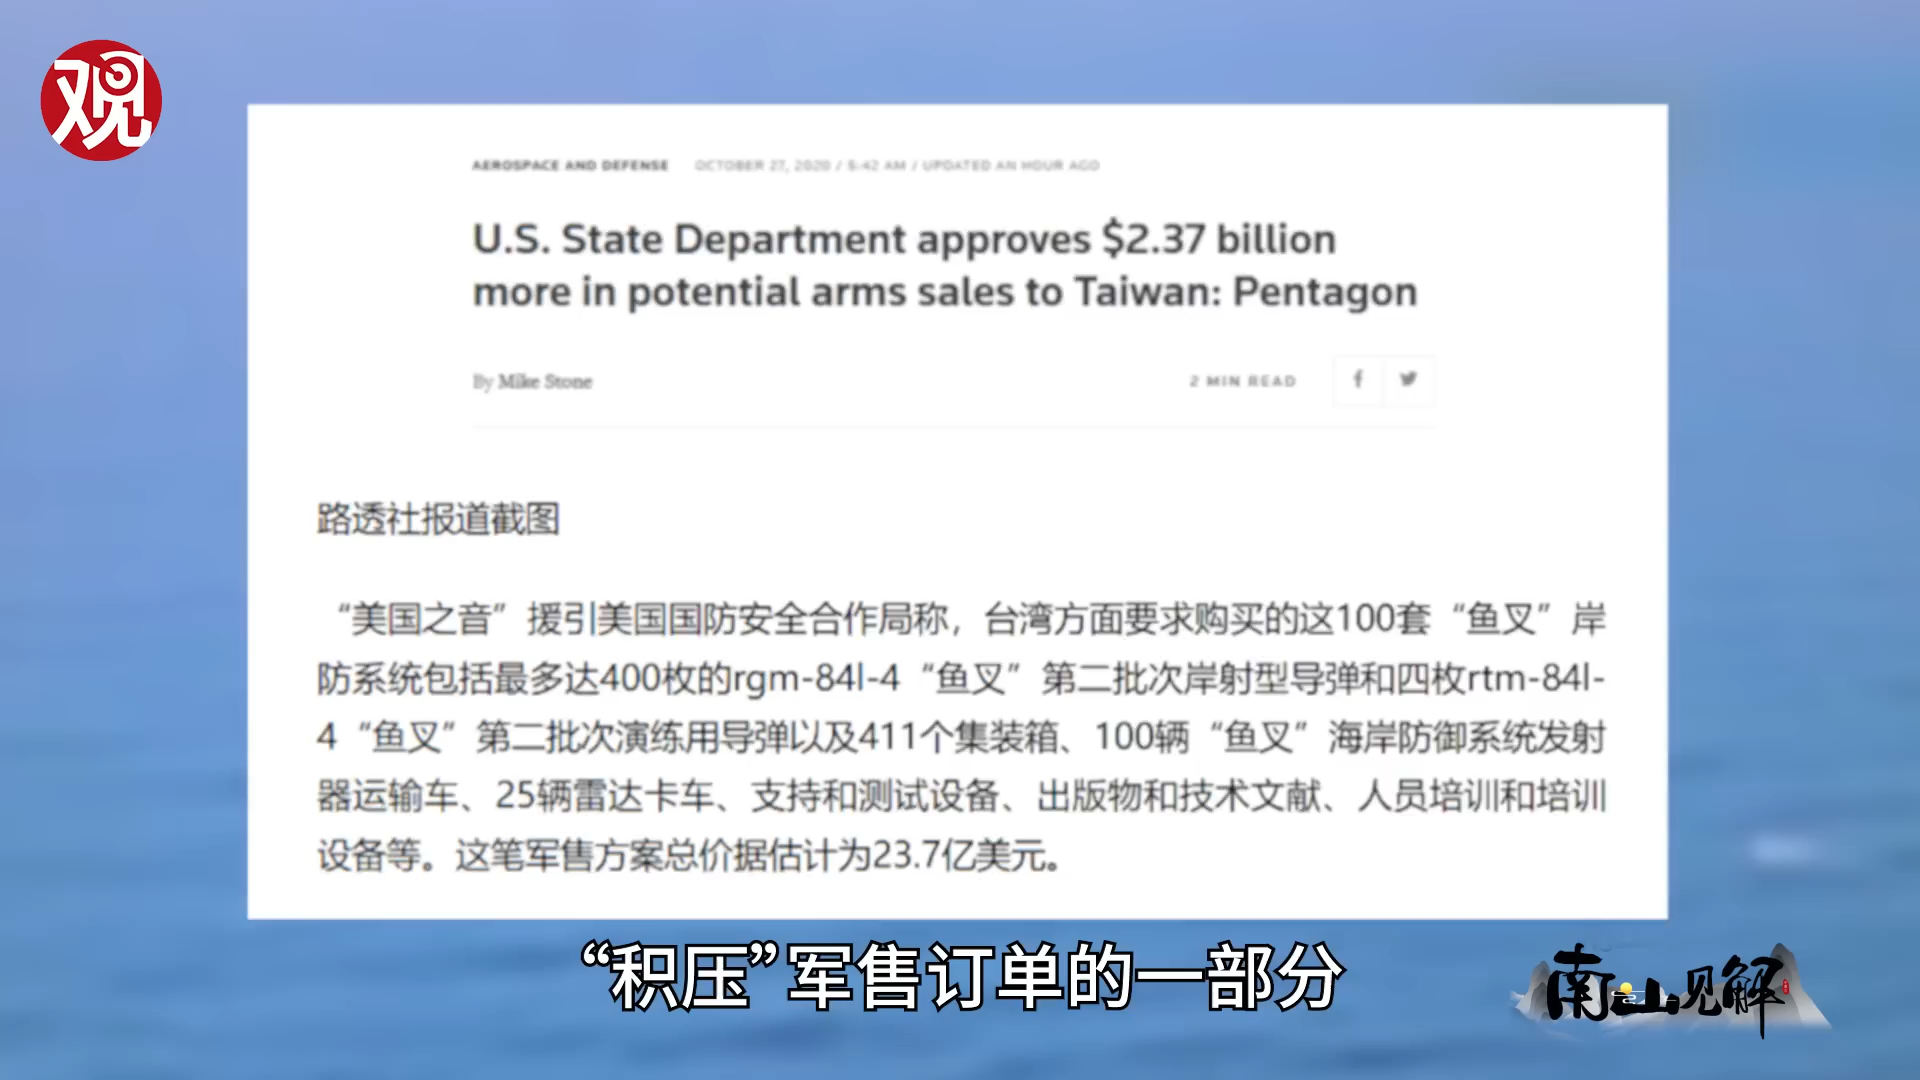 观
AEROSPACE AND DEFENSE OCTOBER 27, 2020 / 5:42 AM / UPDATED AN HOUR AGO
U.S. State Department approves $2.37 billion
more in potential arms sales to Taiwan: Pentagon
By Mike Stone
2 MIN READ
路透社报道截图
“美国之音”援引美国国防安全合作局称，台湾方面要求购买的这100套“鱼叉”岸
防系统包括最多达400枚的rgm-84l-4“鱼叉”第二批次岸射型导弹和四枚rtm-84l-
4“鱼叉”第二批次演练用导弹以及411个集装箱、100辆“鱼叉”海岸防御系统发射
器运输车、25辆雷达卡车、支持和测试设备、出版物和技术文献、人员培训和培训
设备等。这笔军售方案总价据估计为23.7亿美元。
“积压”军售订单的一部分
南山见解